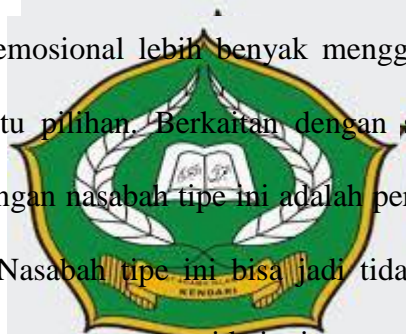 emosional lebih benyak mengg
tu pilihan. Berkaitan dengan
ngan nasabah tipe ini adalah per
Nasabah tipe ini bisa jadi tida
KENDARI